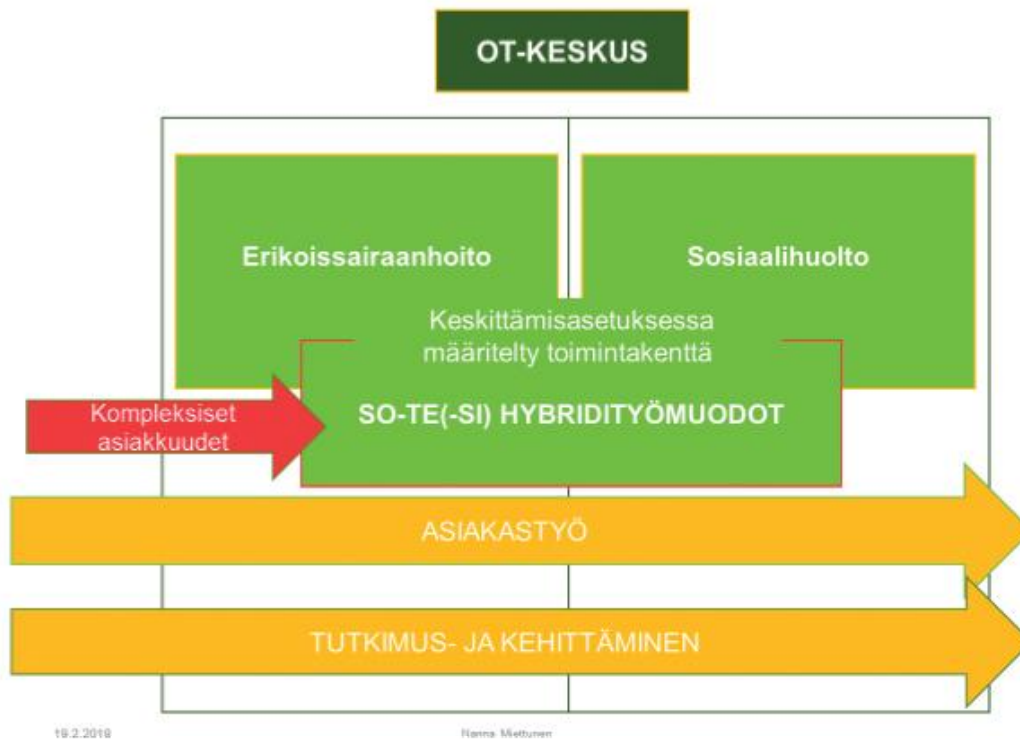 OT-KESKUS
Erikoissairaanhoito
Sosiaalihuolto
Keskittämisasetuksessa
määritelty toimintakenttä
SO-TE(-SI) HYBRIDITYÖMUODOT
Kompleksiset
asiakkuudet
ASIAKASTYÖ
TUTKIMUS- JA KEHITTÄMINEN
19.2.2019
Nanna Miettunen